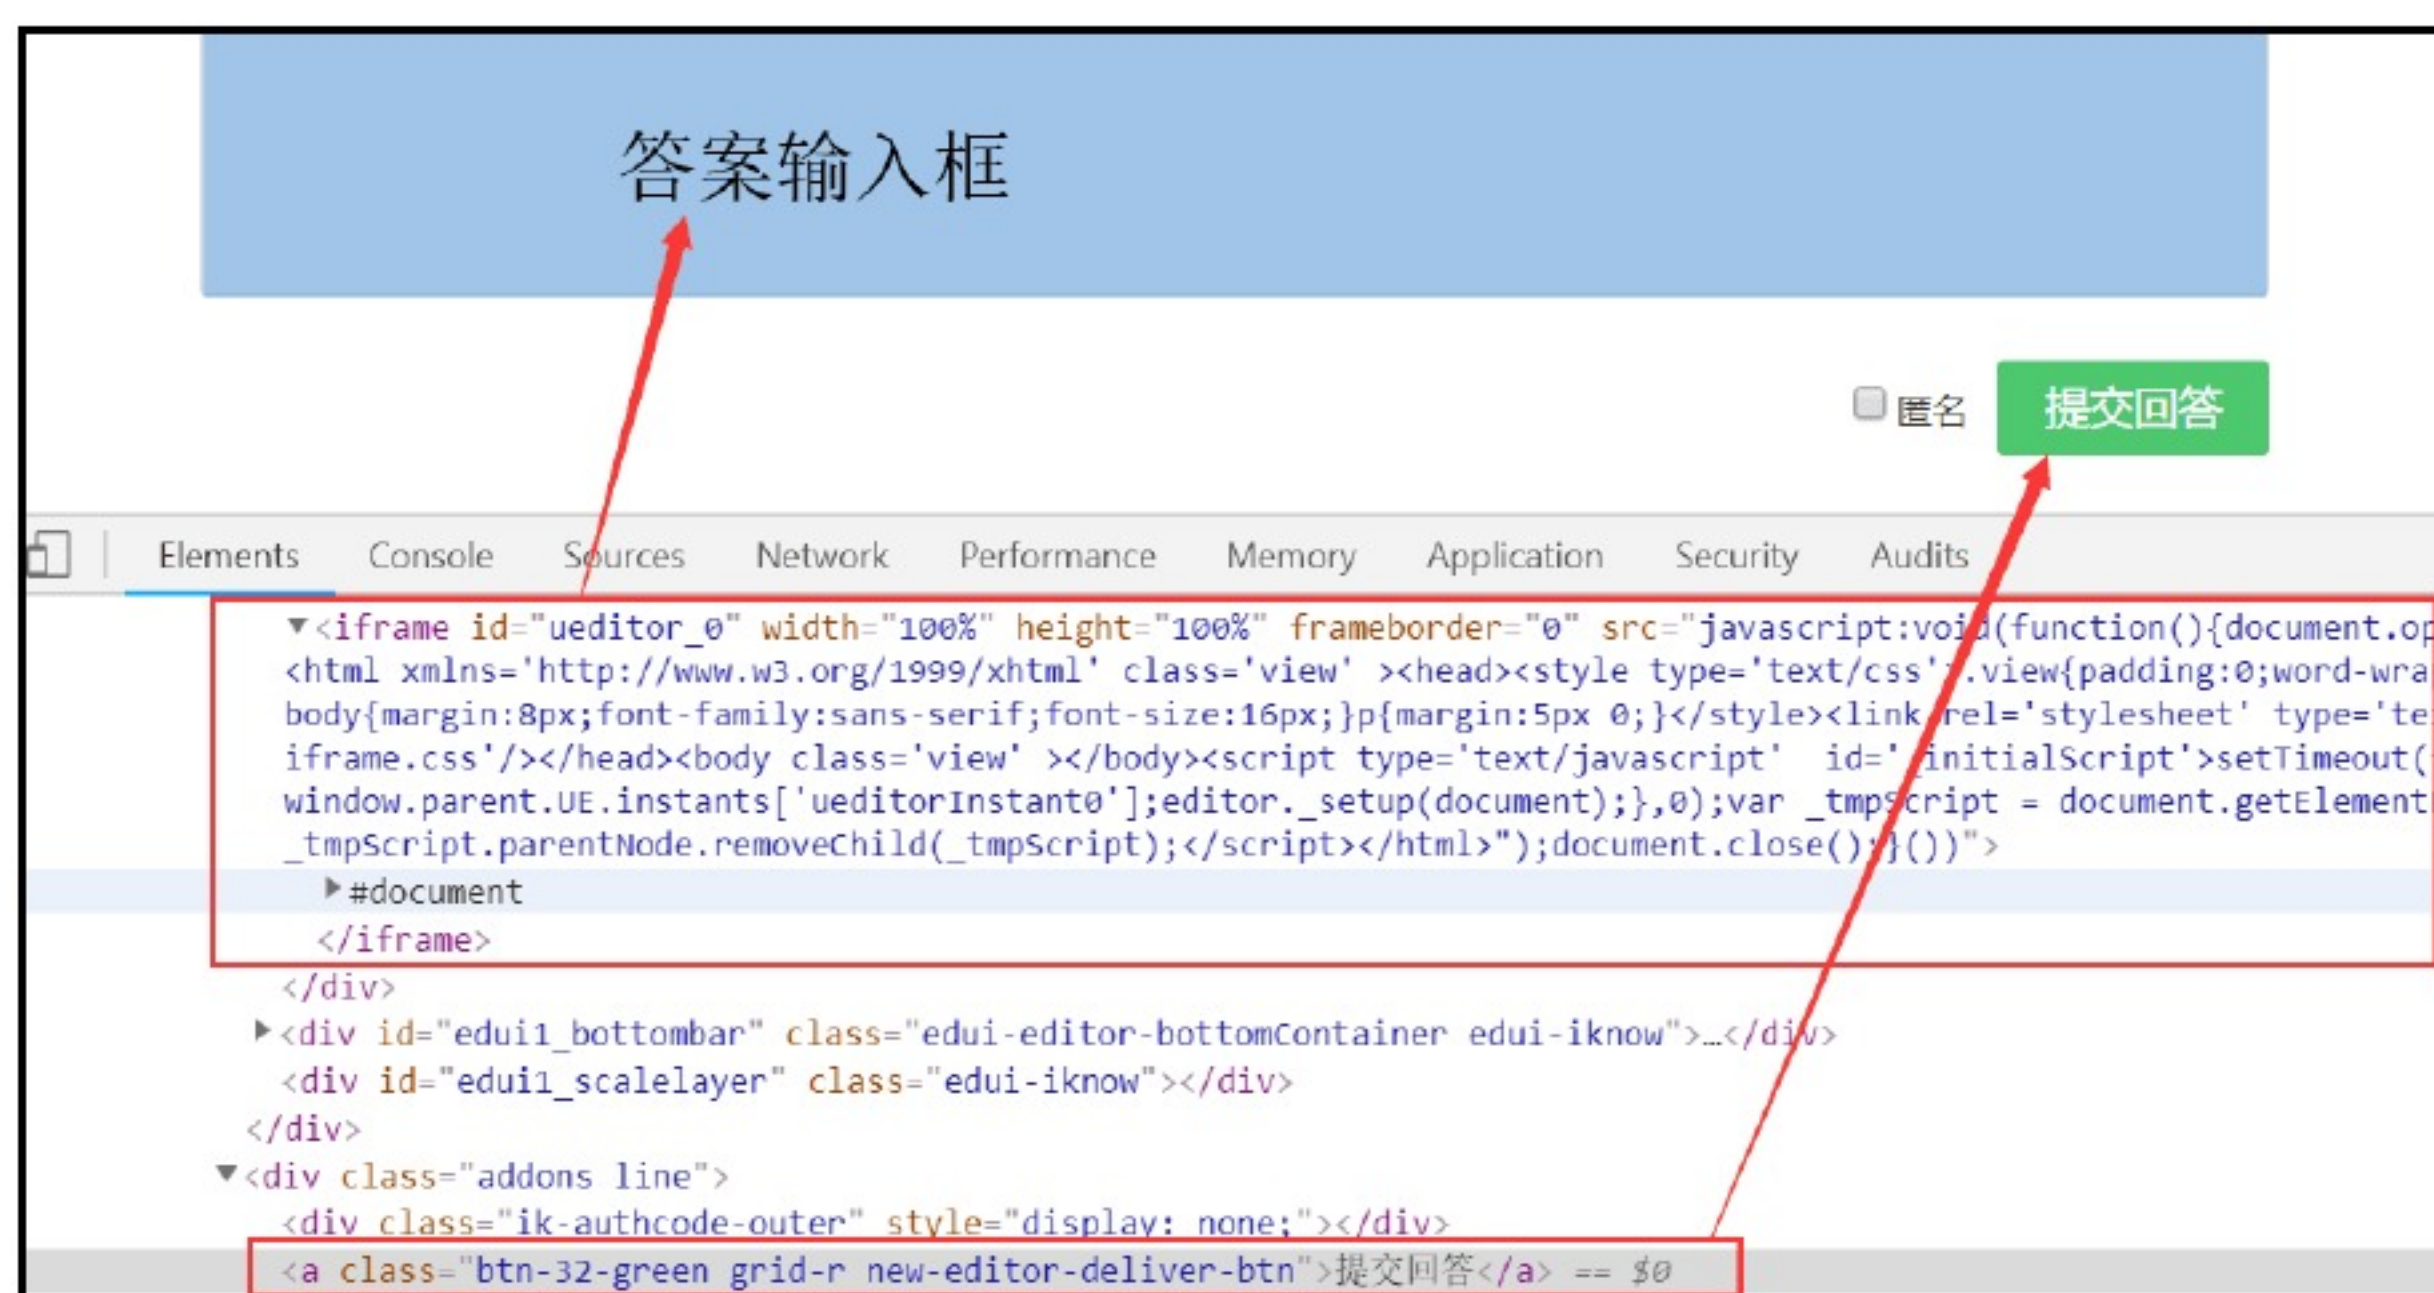 答案输入框
匿名 提交回答
Elements Console Sources Network Performance Memory Application Security Audits
▼<iframe id="ueditor_0" width="100%" height="100%" frameborder="0" src="javascript:void(function(){document.op
<html xmlns='http://www.w3.org/1999/xhtml' class='view' ><head><style type='text/css'>.view{padding:0;word-wra
body{margin:8px;font-family:sans-serif;font-size:16px;}p{margin:5px 0;}</style><link rel='stylesheet' type='te
iframe.css'/></head><body class='view' ></body><script type='text/javascript' id='_initialScript'>setTimeout(
window.parent.UE.instants['ueditorInstant0'];editor._setup(document);},0);var _tmpScript = document.getElement
_tmpScript.parentNode.removeChild(_tmpScript);</script></html>");document.close();}())">
▶#document
</iframe>
</div>
▶<div id="edui1_bottombar" class="edui-editor-bottomContainer edui-iknow">…</div>
<div id="edui1_scalelayer" class="edui-iknow"></div>
</div>
▼<div class="addons line">
<div class="ik-authcode-outer" style="display: none;"></div>
<a class="btn-32-green grid-r new-editor-deliver-btn">提交回答</a> == $0